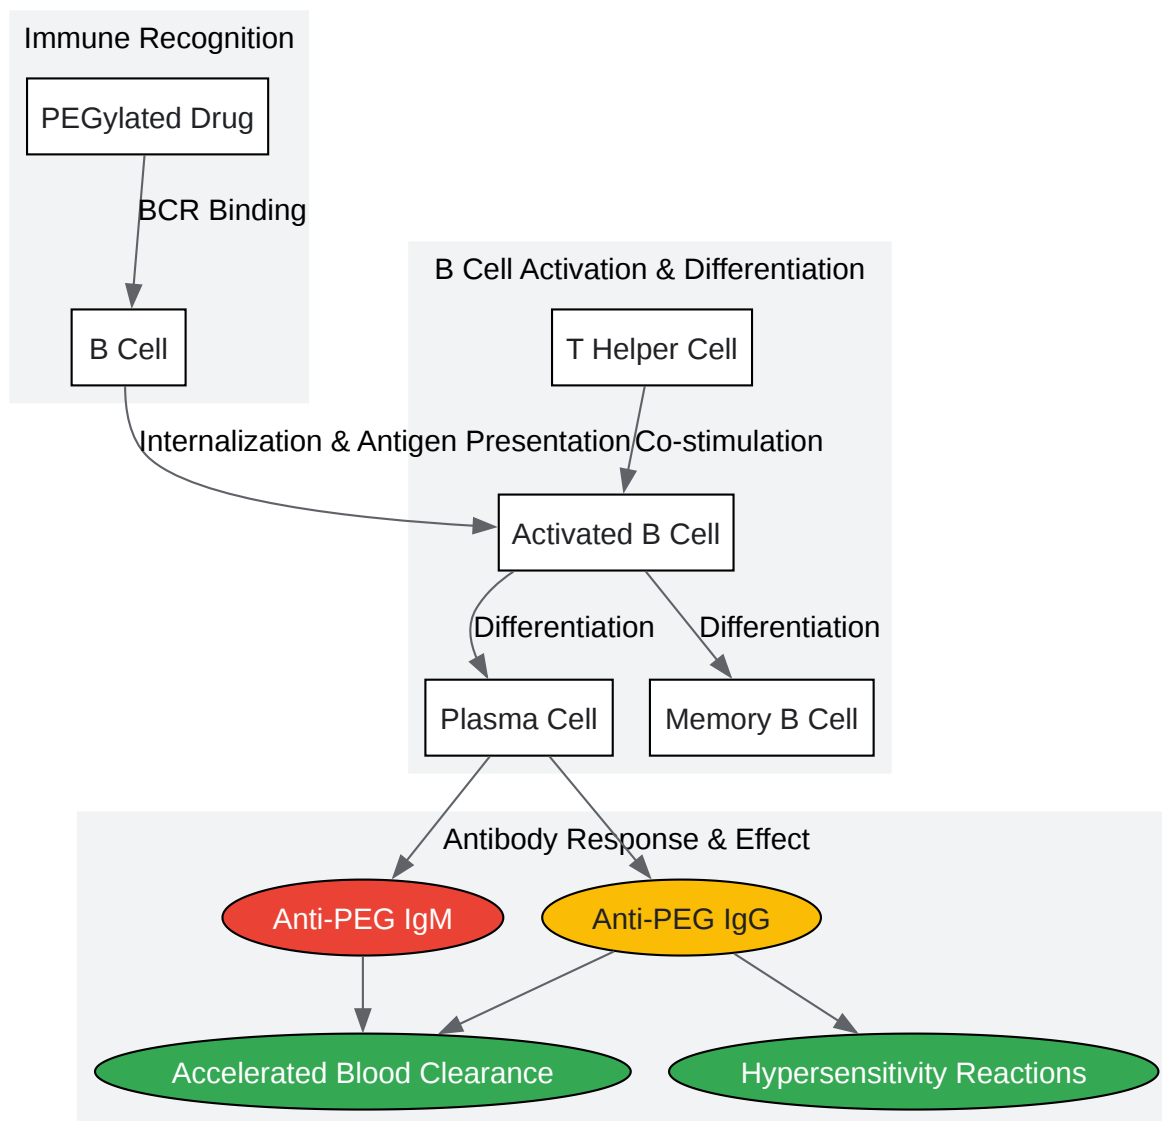 Immune Recognition
PEGylated Drug
BCR Binding
B Cell Activation & Differentiation
B Cell
T Helper Cell
Internalization & Antigen Presentation
Co-stimulation
Activated B Cell
Differentiation
Differentiation
Plasma Cell
Memory B Cell
Antibody Response & Effect
Anti-PEG IgM
Anti-PEG IgG
Accelerated Blood Clearance
Hypersensitivity Reactions